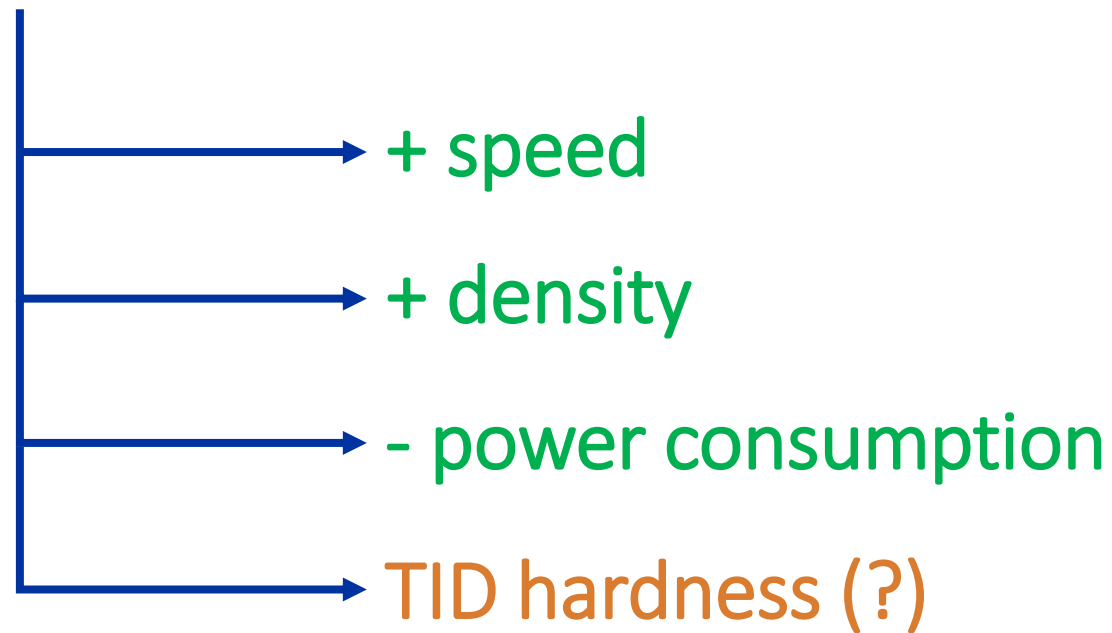 + speed
+ density
- power consumption
TID hardness (?)